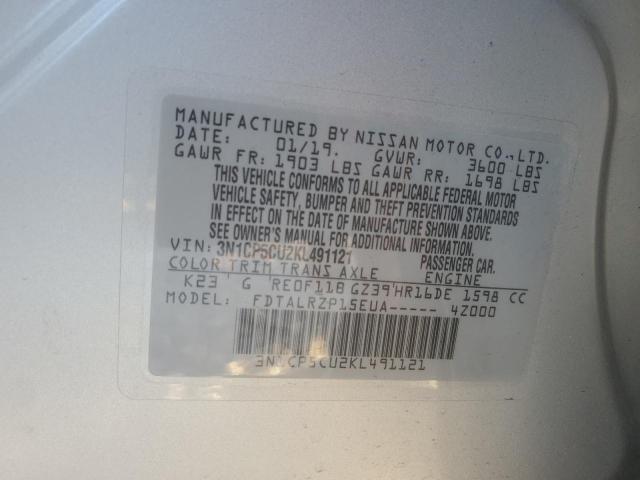 MANUFACTURED BY NISSAN MOTOR CO.,LTD.
DATE: 01/19. GVWR: 3600 LBS
GAWR FR: 1903 LBS GAWR RR: 1698 LBS
THIS VEHICLE CONFORMS TO ALL APPLICABLE FEDERAL MOTOR
VEHICLE SAFETY, BUMPER AND THEFT PREVENTION STANDARDS
IN EFFECT ON THE DATE OF MANUFACTURE SHOWN ABOVE.
SEE OWNER'S MANUAL FOR ADDITIONAL INFORMATION.
VIN: 3N1CP5CU2KL491121 PASSENGER CAR.
COLOR TRIM TRANS AXLE ENGINE
K23 G RE0F11B GZ39 HR16DE 1598 CC
FDTALRZP15EUA----- 4Z000
3N1CP5CU2KL491121